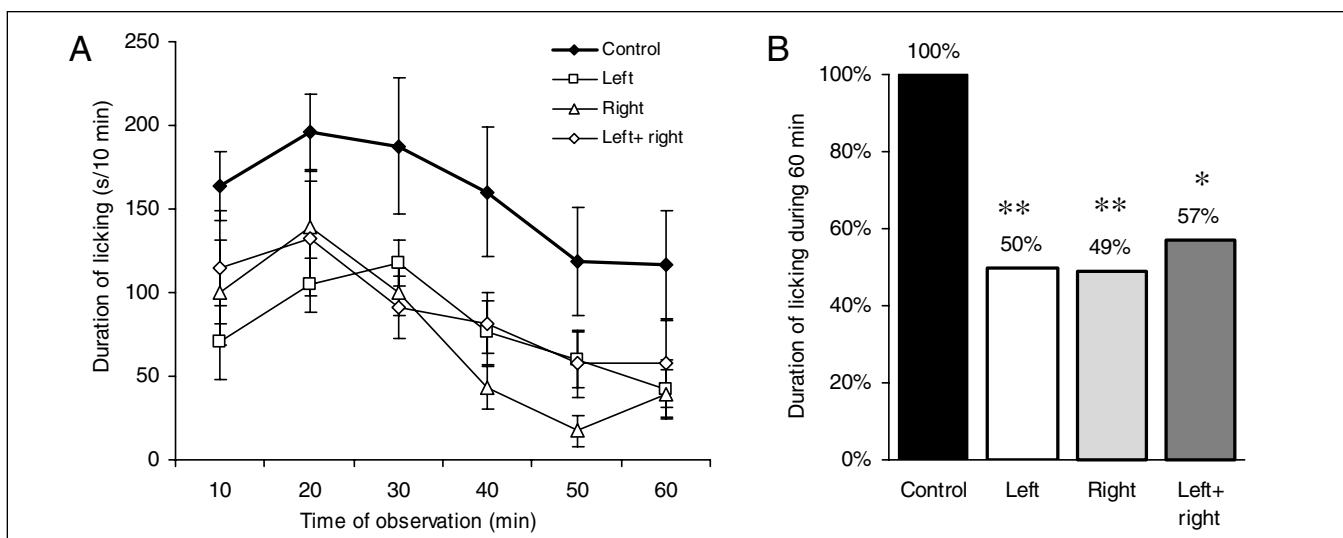 A
Duration of licking (s/10 min)
250
200
150
100
50
0
10 20 30 40 50 60
Time of observation (min)
Control
Left
Right
Left+ right
B
Duration of licking during 60 min
100%
80%
60%
40%
20%
0%
100%
**
50%
**
49%
*
57%
Control Left Right Left+
right